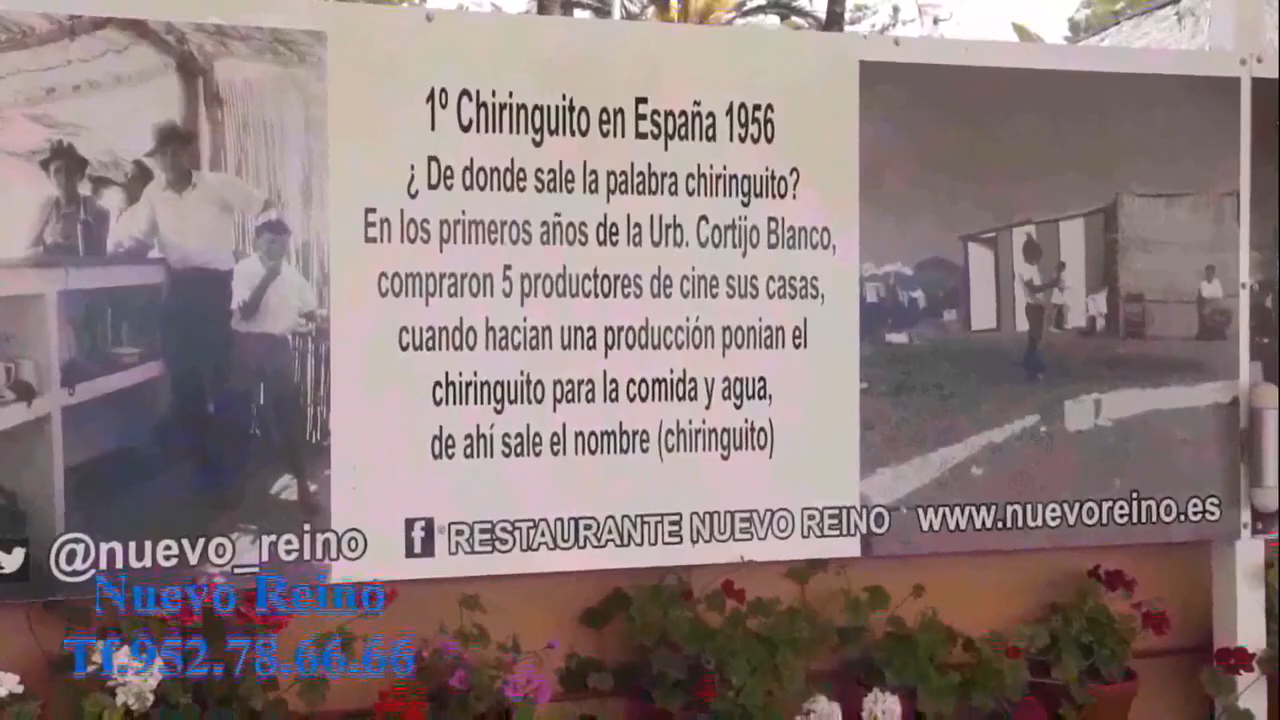 1º Chiringuito en España 1956
¿ De donde sale la palabra chiringuito?
En los primeros años de la Urb. Cortijo Blanco,
compraron 5 productores de cine sus casas,
cuando hacian una producción ponian el
chiringuito para la comida y agua,
de ahí sale el nombre (chiringuito)
@nuevo_reino f RESTAURANTE NUEVO REINO www.nuevoreino.es
Nuevo Reino
Tf.952.78.66.66